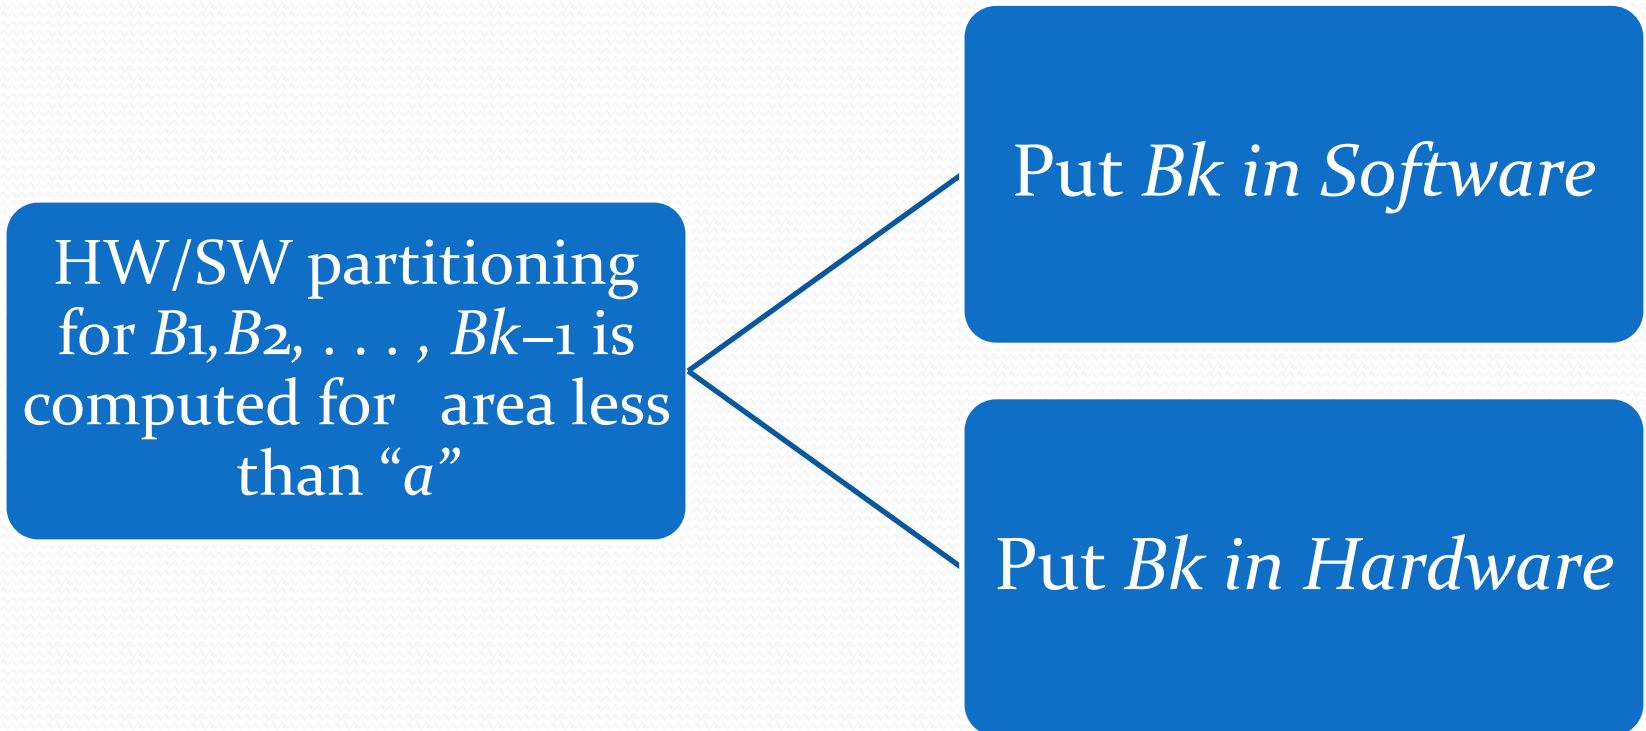 HW/SW partitioning
for B1,B2, . . . , Bk–1 is
computed for area less
than “a”
Put Bk in Software
Put Bk in Hardware